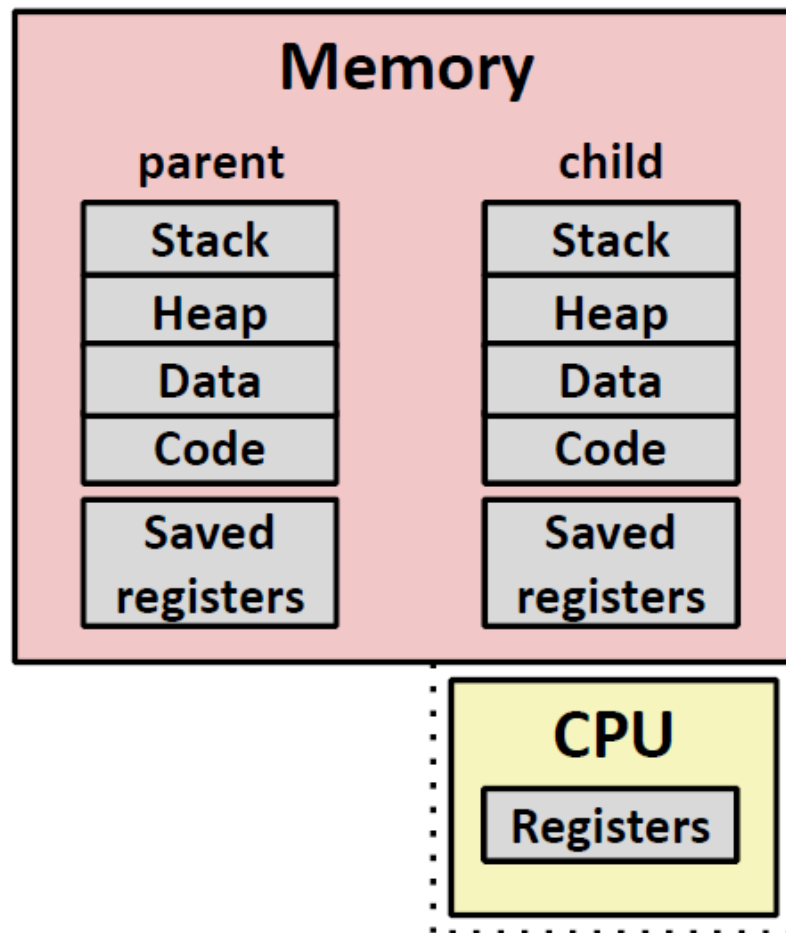 Memory
parent
Stack
Heap
Data
Code
Saved
registers
child
Stack
Heap
Data
Code
Saved
registers
CPU
Registers